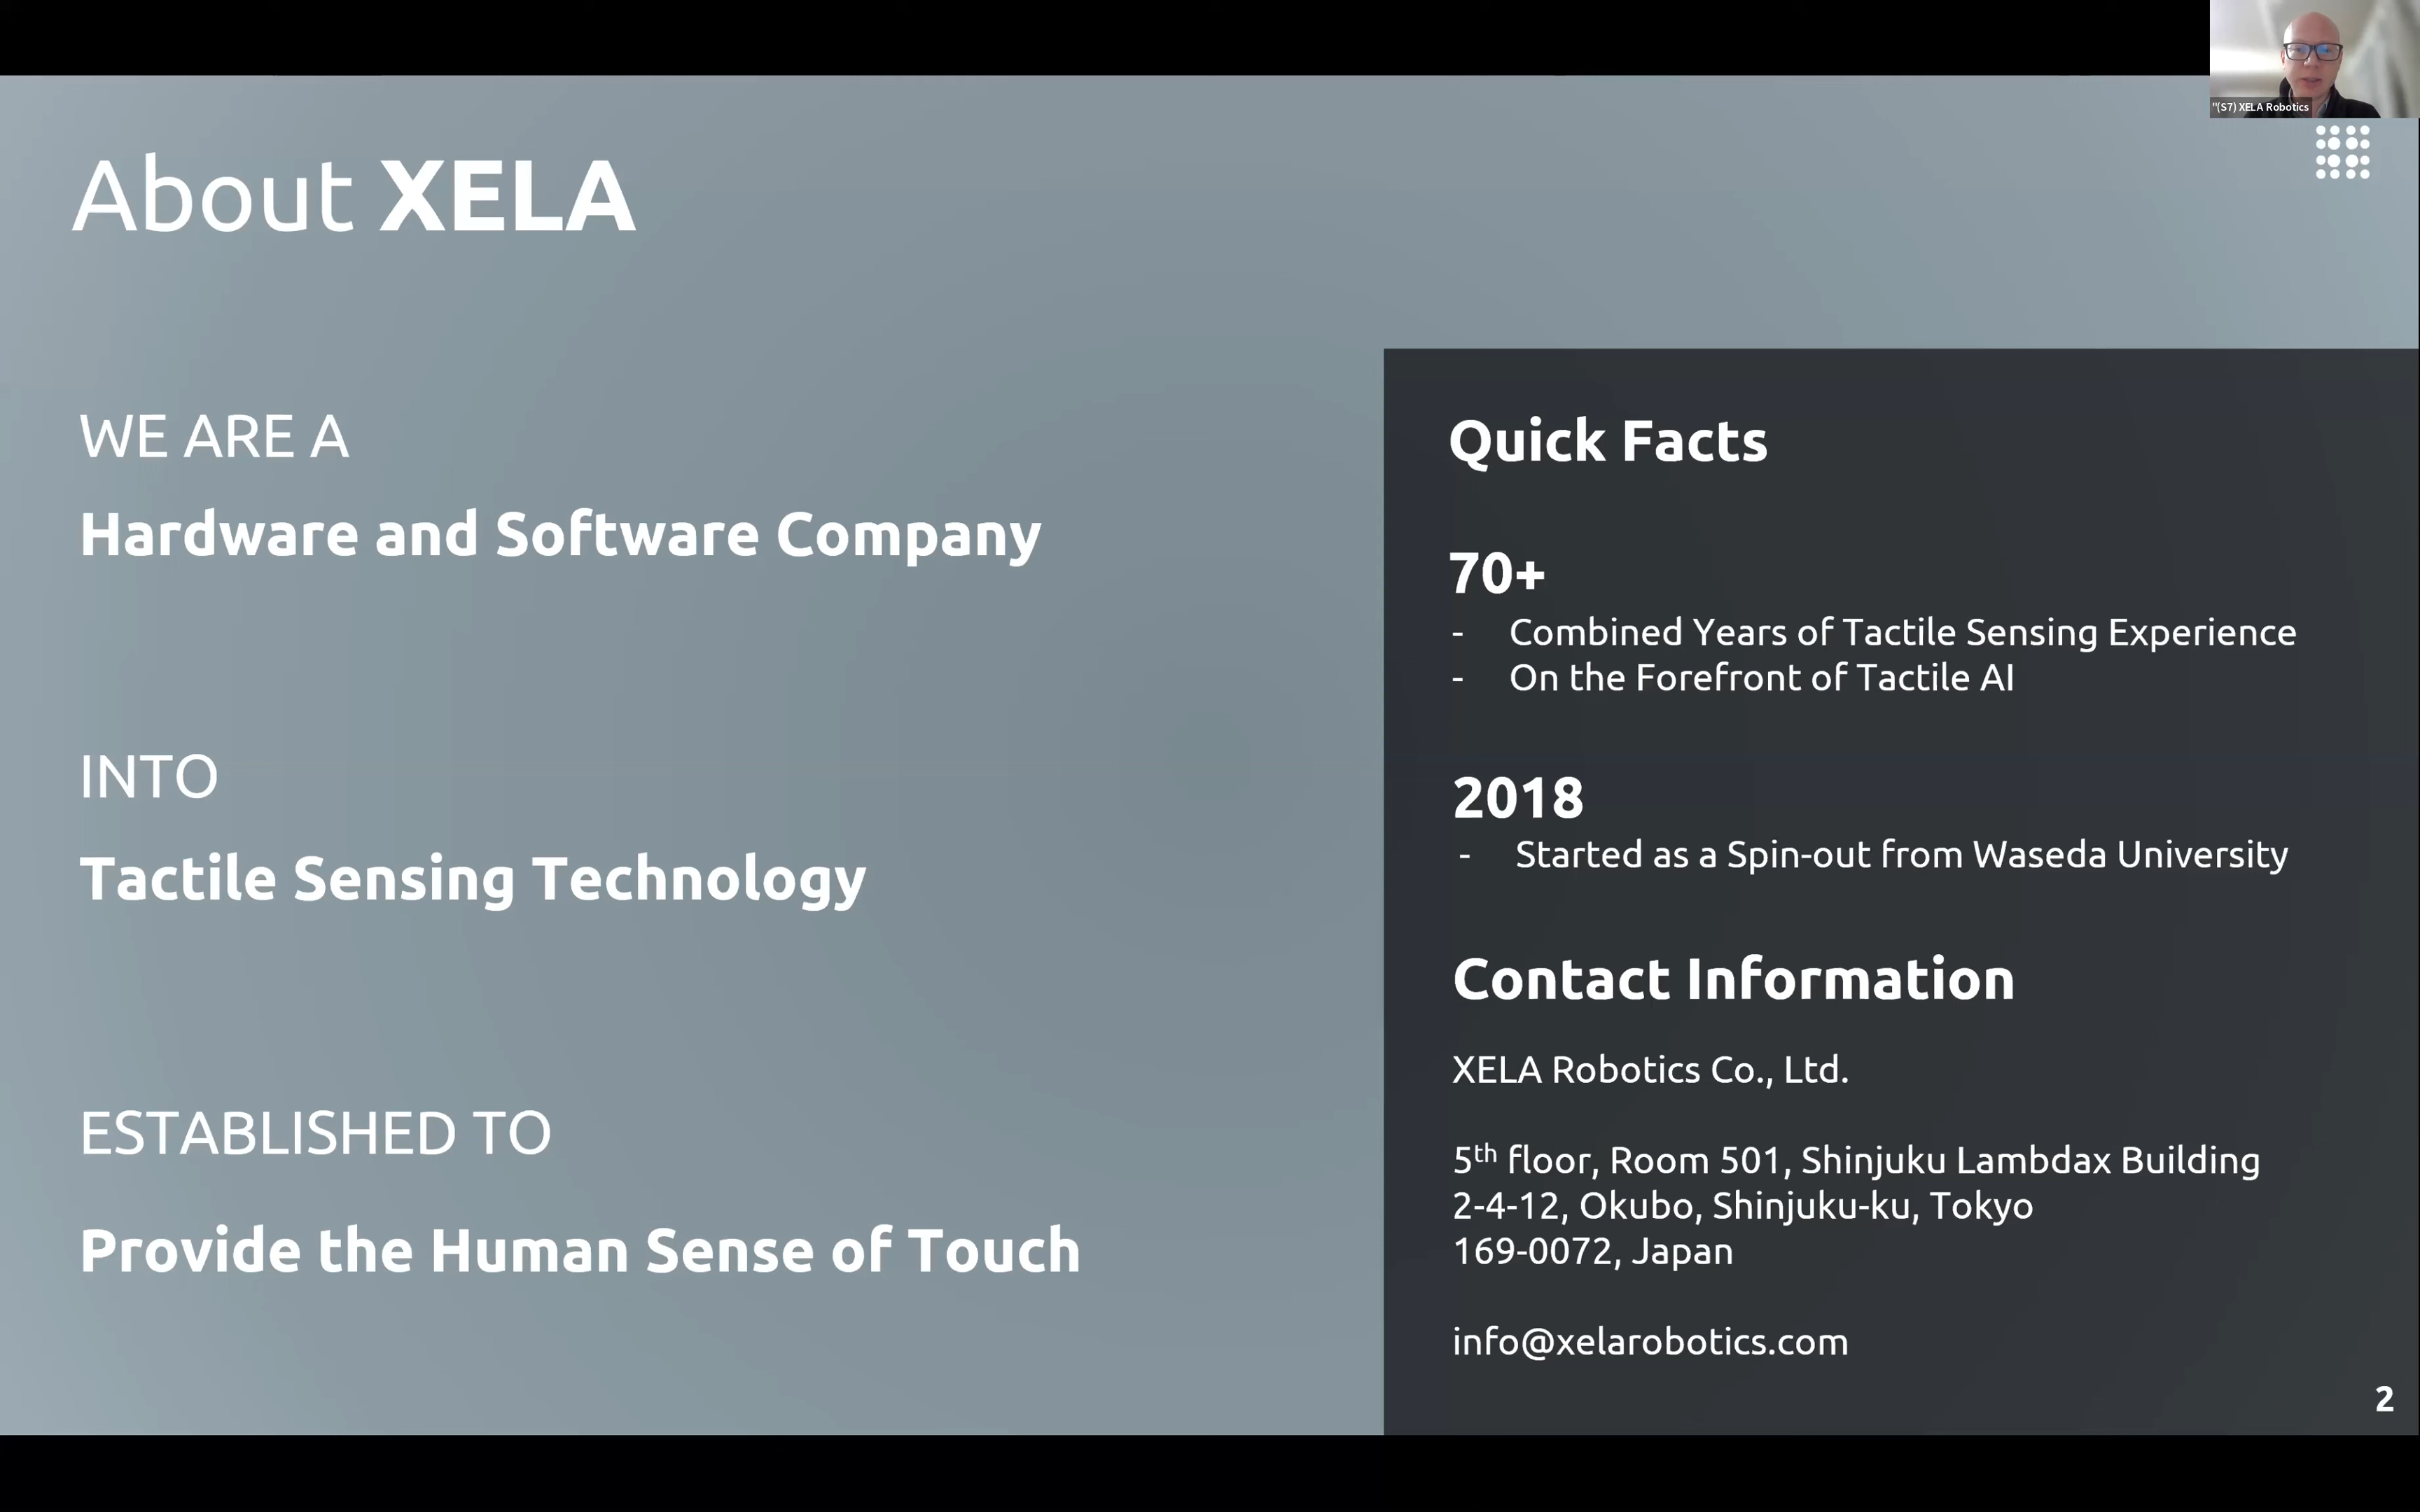 "(S7) XELA Robotics
About XELA
WE ARE A
Hardware and Software Company
INTO
Tactile Sensing Technology
ESTABLISHED TO
Provide the Human Sense of Touch
Quick Facts
70+
- Combined Years of Tactile Sensing Experience
- On the Forefront of Tactile AI
2018
- Started as a Spin-out from Waseda University
Contact Information
XELA Robotics Co., Ltd.
5th floor, Room 501, Shinjuku Lambdax Building
2-4-12, Okubo, Shinjuku-ku, Tokyo
169-0072, Japan
info@xelarobotics.com
2